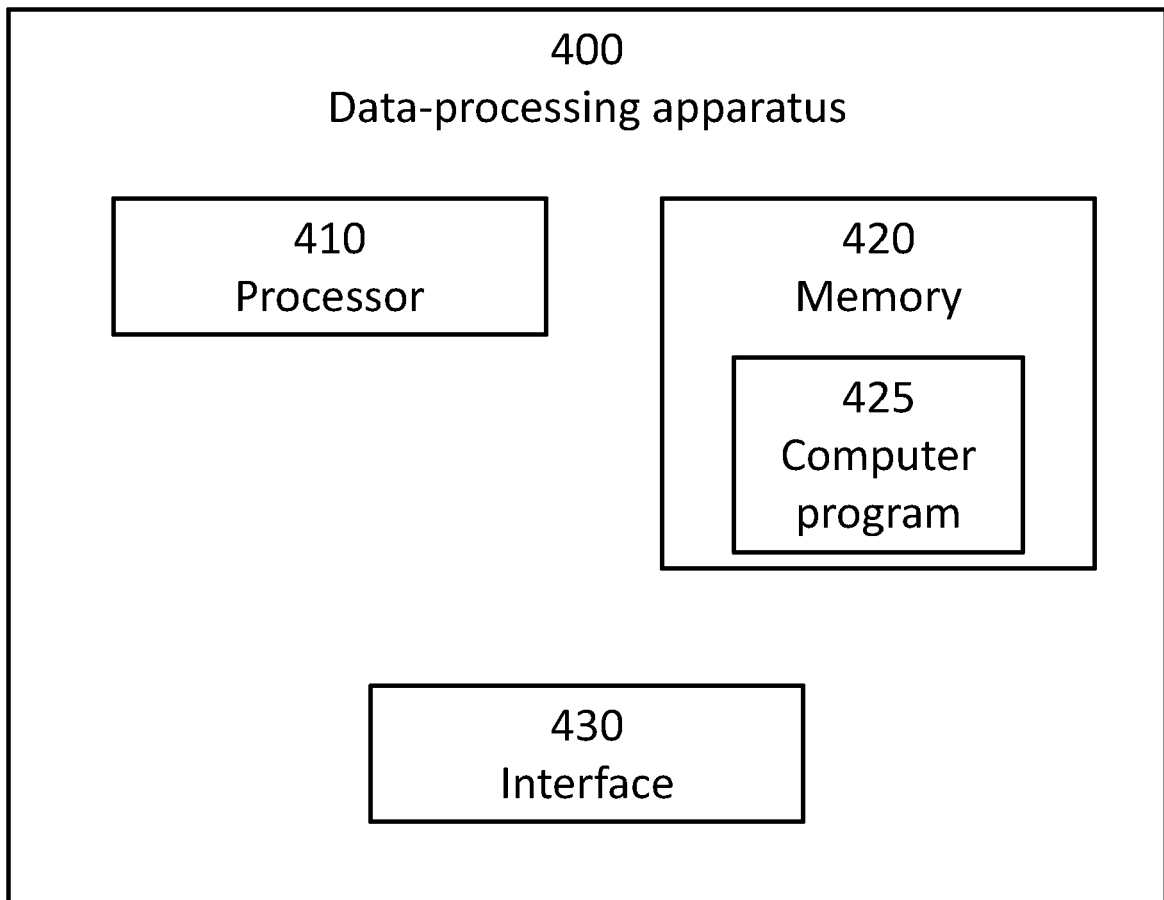 400
Data-processing apparatus
410
Processor
420
Memory
425
Computer
program
430
Interface